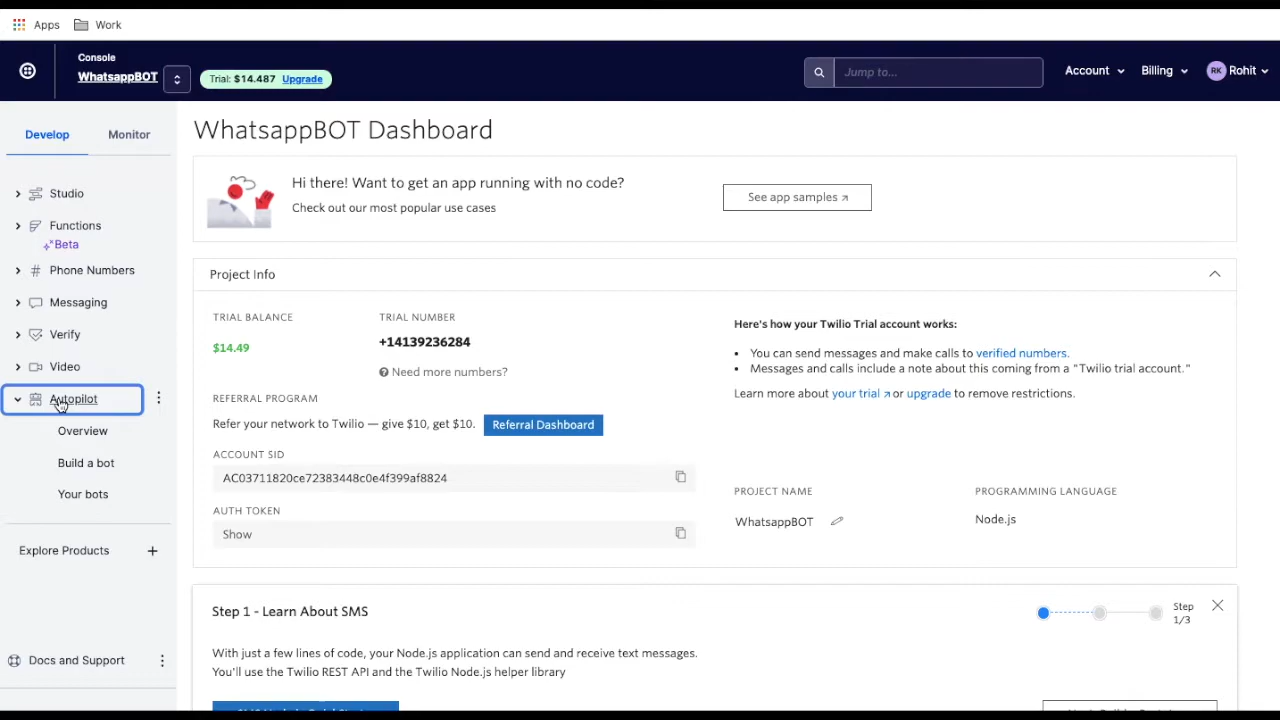 Apps Work
Console
WhatsappBOT
Trial: $14.487 Upgrade
Jump to...
Account
Billing
RK Rohit
Develop Monitor
Studio
Functions
Beta
Phone Numbers
Messaging
Verify
Video
Autopilot
Overview
Build a bot
Your bots
Explore Products +
Docs and Support
WhatsappBOT Dashboard
Hi there! Want to get an app running with no code?
Check out our most popular use cases
See app samples
Project Info
TRIAL BALANCE
$14.49
TRIAL NUMBER
+14139236284
Need more numbers?
REFERRAL PROGRAM
Refer your network to Twilio — give $10, get $10. Referral Dashboard
ACCOUNT SID
AC03711820ce72383448c0e4f399af8824
AUTH TOKEN
Show
Here's how your Twilio Trial account works:
• You can send messages and make calls to verified numbers.
• Messages and calls include a note about this coming from a "Twilio trial account."
Learn more about your trial or upgrade to remove restrictions.
PROJECT NAME
WhatsappBOT
PROGRAMMING LANGUAGE
Node.js
Step 1 - Learn About SMS
Step
1/3
With just a few lines of code, your Node.js application can send and receive text messages.
You'll use the Twilio REST API and the Twilio Node.js helper library